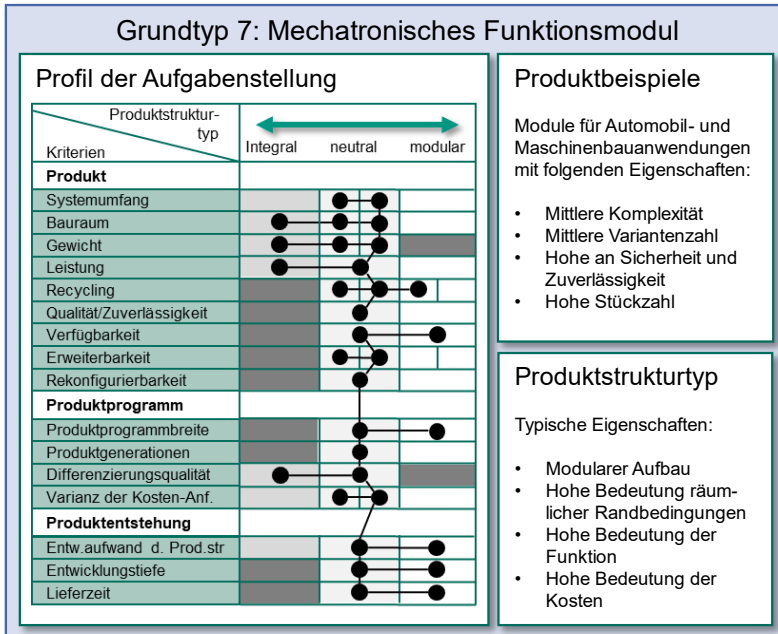 Grundtyp 7: Mechatronisches Funktionsmodul
Profil der Aufgabenstellung
Produktstruktur-
typ
Kriterien
Integral neutral modular
Produkt
Systemumfang
Bauraum
Gewicht
Leistung
Recycling
Qualität/Zuverlässigkeit
Verfügbarkeit
Erweiterbarkeit
Rekonfigurierbarkeit
Produktprogramm
Produktprogrammbreite
Produktgenerationen
Differenzierungsqualität
Varianz der Kosten-Anf.
Produktentstehung
Entw.aufwand d. Prod.str
Entwicklungstiefe
Lieferzeit
Produktbeispiele
Module für Automobil- und
Maschinenbauanwendungen
mit folgenden Eigenschaften:
• Mittlere Komplexität
• Mittlere Variantenzahl
• Hohe an Sicherheit und
Zuverlässigkeit
• Hohe Stückzahl
Produktstrukturtyp
Typische Eigenschaften:
• Modularer Aufbau
• Hohe Bedeutung räum-
licher Randbedingungen
• Hohe Bedeutung der
Funktion
• Hohe Bedeutung der
Kosten